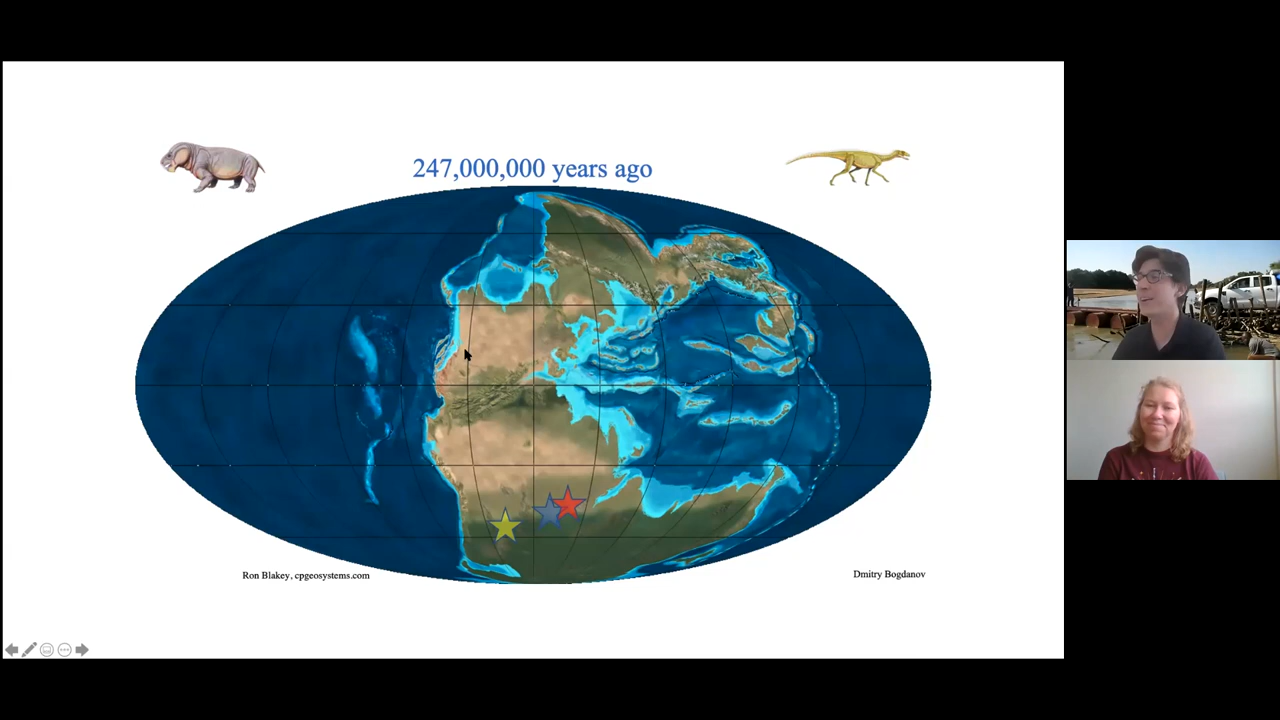 247,000,000 years ago
Ron Blakey, cpgeosystems.com
Dmitry Bogdanov